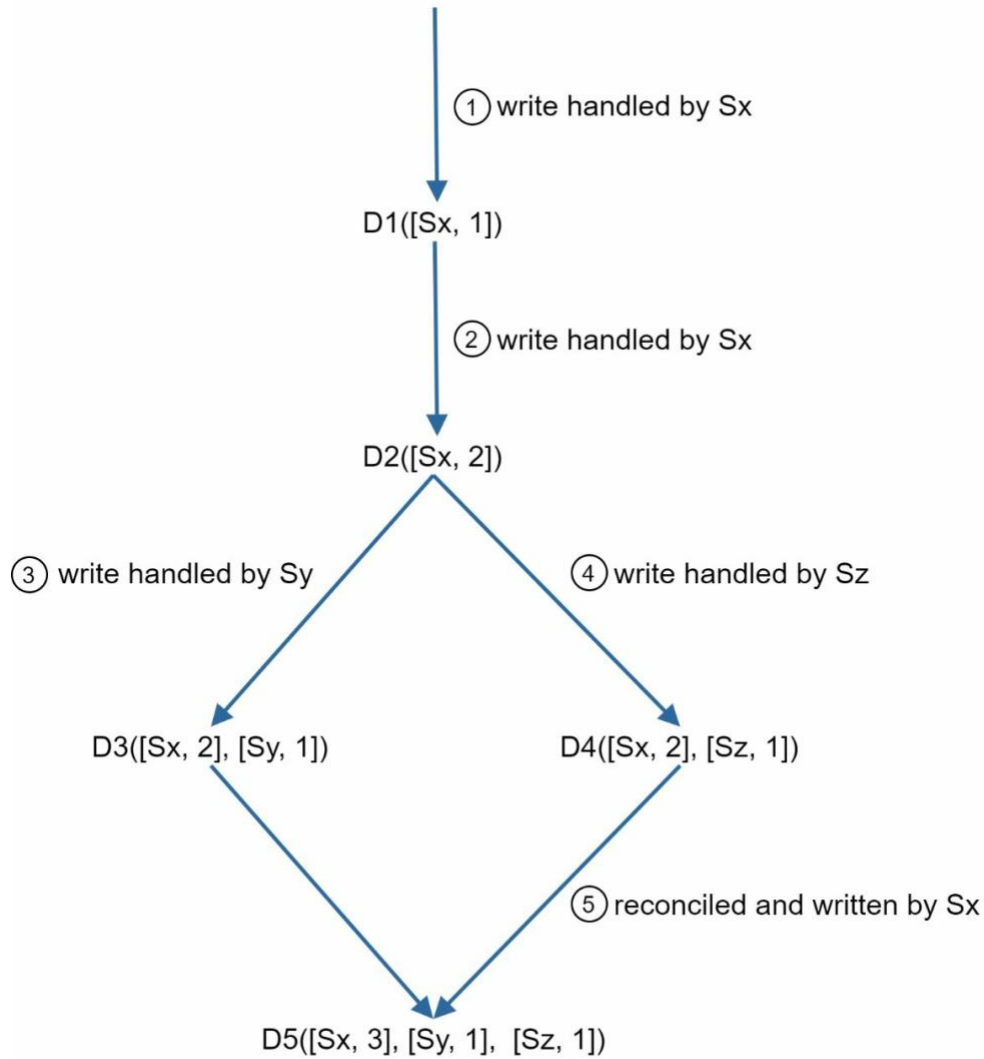 ① write handled by Sx
D1([Sx, 1])
② write handled by Sx
D2([Sx, 2])
③ write handled by Sy
④ write handled by Sz
D3([Sx, 2], [Sy, 1])
D4([Sx, 2], [Sz, 1])
⑤ reconciled and written by Sx
D5([Sx, 3], [Sy, 1], [Sz, 1])